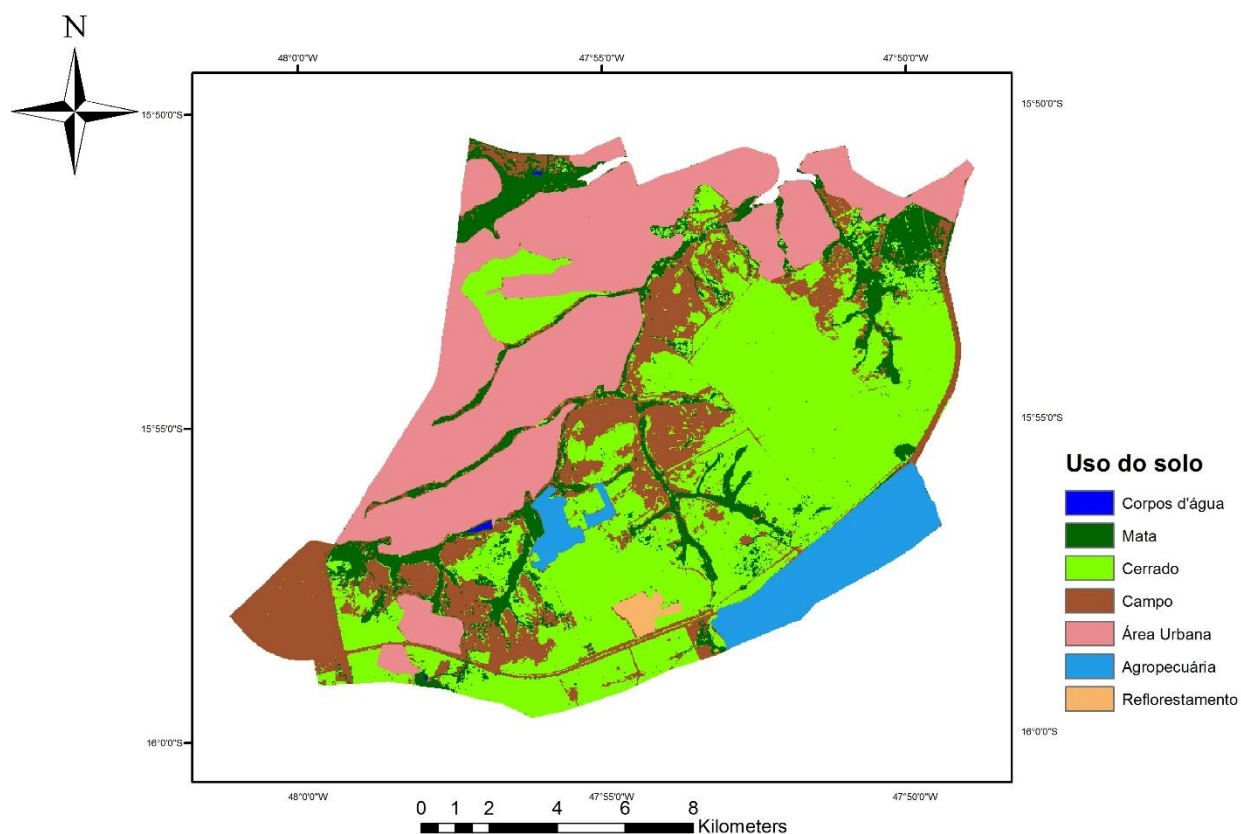 N
48°0'0"W 47°55'0"W 47°50'0"W
15°50'0"S 15°50'0"S
15°55'0"S 15°55'0"S
Uso do solo
Corpos d'água
Mata
Cerrado
Campo
Área Urbana
Agropecuária
Reflorestamento
16°0'0"S 16°0'0"S
48°0'0"W 47°55'0"W 47°50'0"W
0 1 2 4 6 8
Kilometers